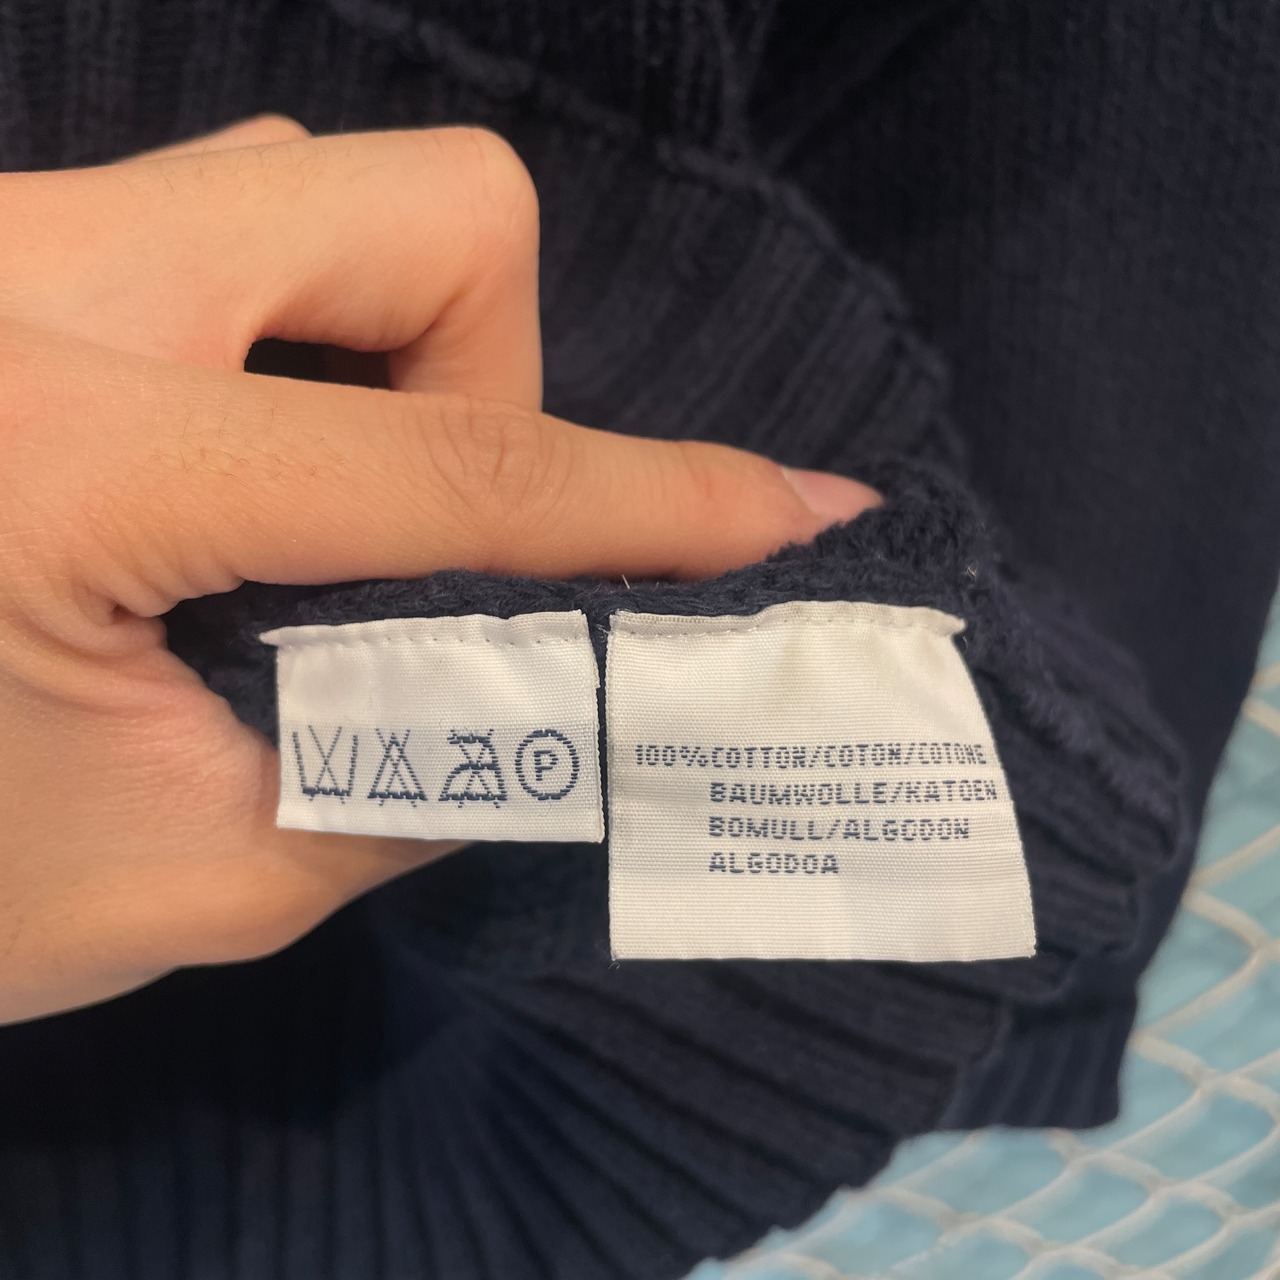 P
100% COTTON/COTON/COTONE
BAUMWOLLE/KATOEN
BOMULL/ALGODON
ALGODOA